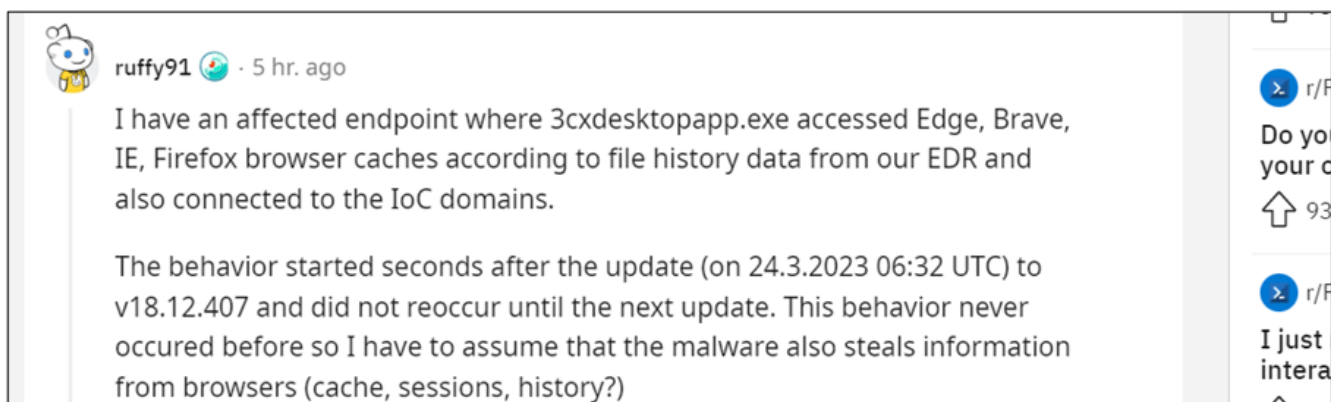 ruffy91 · 5 hr. ago
I have an affected endpoint where 3cxdesktopapp.exe accessed Edge, Brave,
IE, Firefox browser caches according to file history data from our EDR and
also connected to the IoC domains.
The behavior started seconds after the update (on 24.3.2023 06:32 UTC) to
v18.12.407 and did not reoccur until the next update. This behavior never
occured before so I have to assume that the malware also steals information
from browsers (cache, sessions, history?)
Do you
your
93
I just